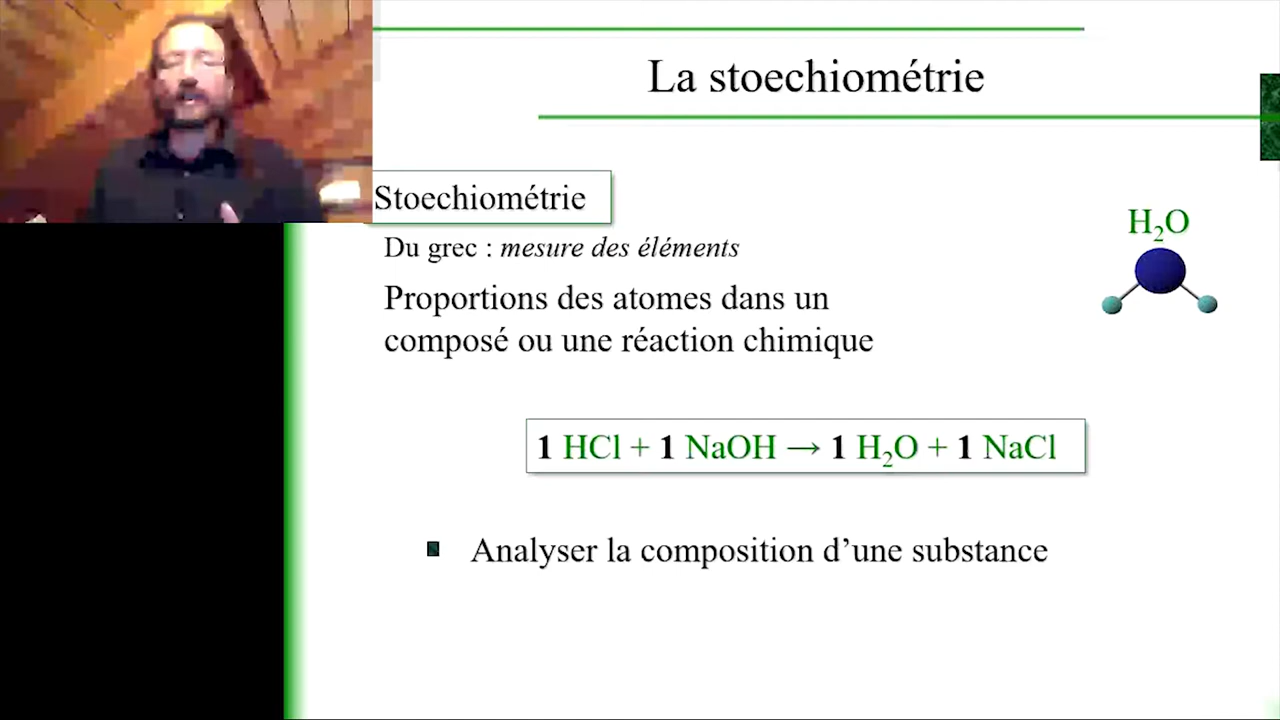 La stoechiométrie
Stoechiométrie
Du grec : mesure des éléments
H₂O
Proportions des atomes dans un
composé ou une réaction chimique
1 HCl + 1 NaOH → 1 H₂O + 1 NaCl
Analyser la composition d’une substance